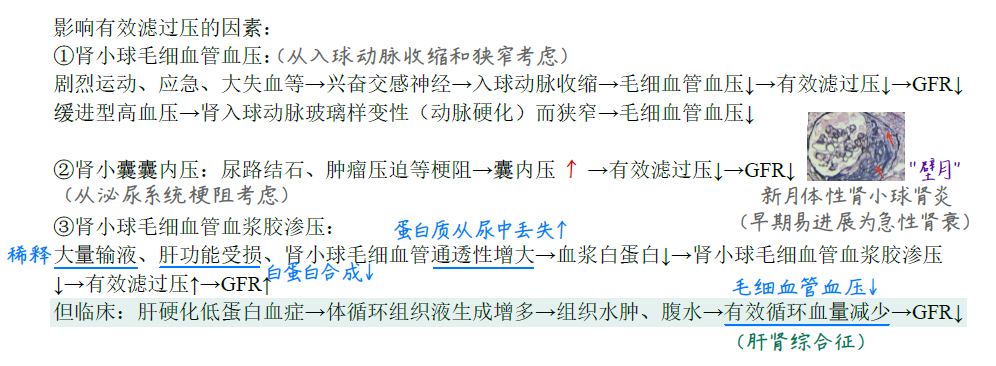 影响有效滤过压的因素：
①肾小球毛细血管血压：（从入球动脉收缩和狭窄考虑）
剧烈运动、应急、大失血等→兴奋交感神经→入球动脉收缩→毛细血管血压↓→有效滤过压↓→GFR↓
缓进型高血压→肾入球动脉玻璃样变性（动脉硬化）而狭窄→毛细血管血压↓
②肾小囊囊内压：尿路结石、肿瘤压迫等梗阻→囊内压↑→有效滤过压↓→GFR↓ "壁月"
（从泌尿系统梗阻考虑） 新月体性肾小球肾炎
（早期易进展为急性肾衰）
③肾小球毛细血管血浆胶渗压：
蛋白质从尿中丢失↑
稀释 大量输液、肝功能受损、肾小球毛细血管通透性增大→血浆白蛋白↓→肾小球毛细血管血浆胶渗压
↓→有效滤过压↑→GFR↑ 白蛋白合成↓
毛细血管血压↓
但临床：肝硬化低蛋白血症→体循环组织液生成增多→组织水肿、腹水→有效循环血量减少→GFR↓
（肝肾综合征）